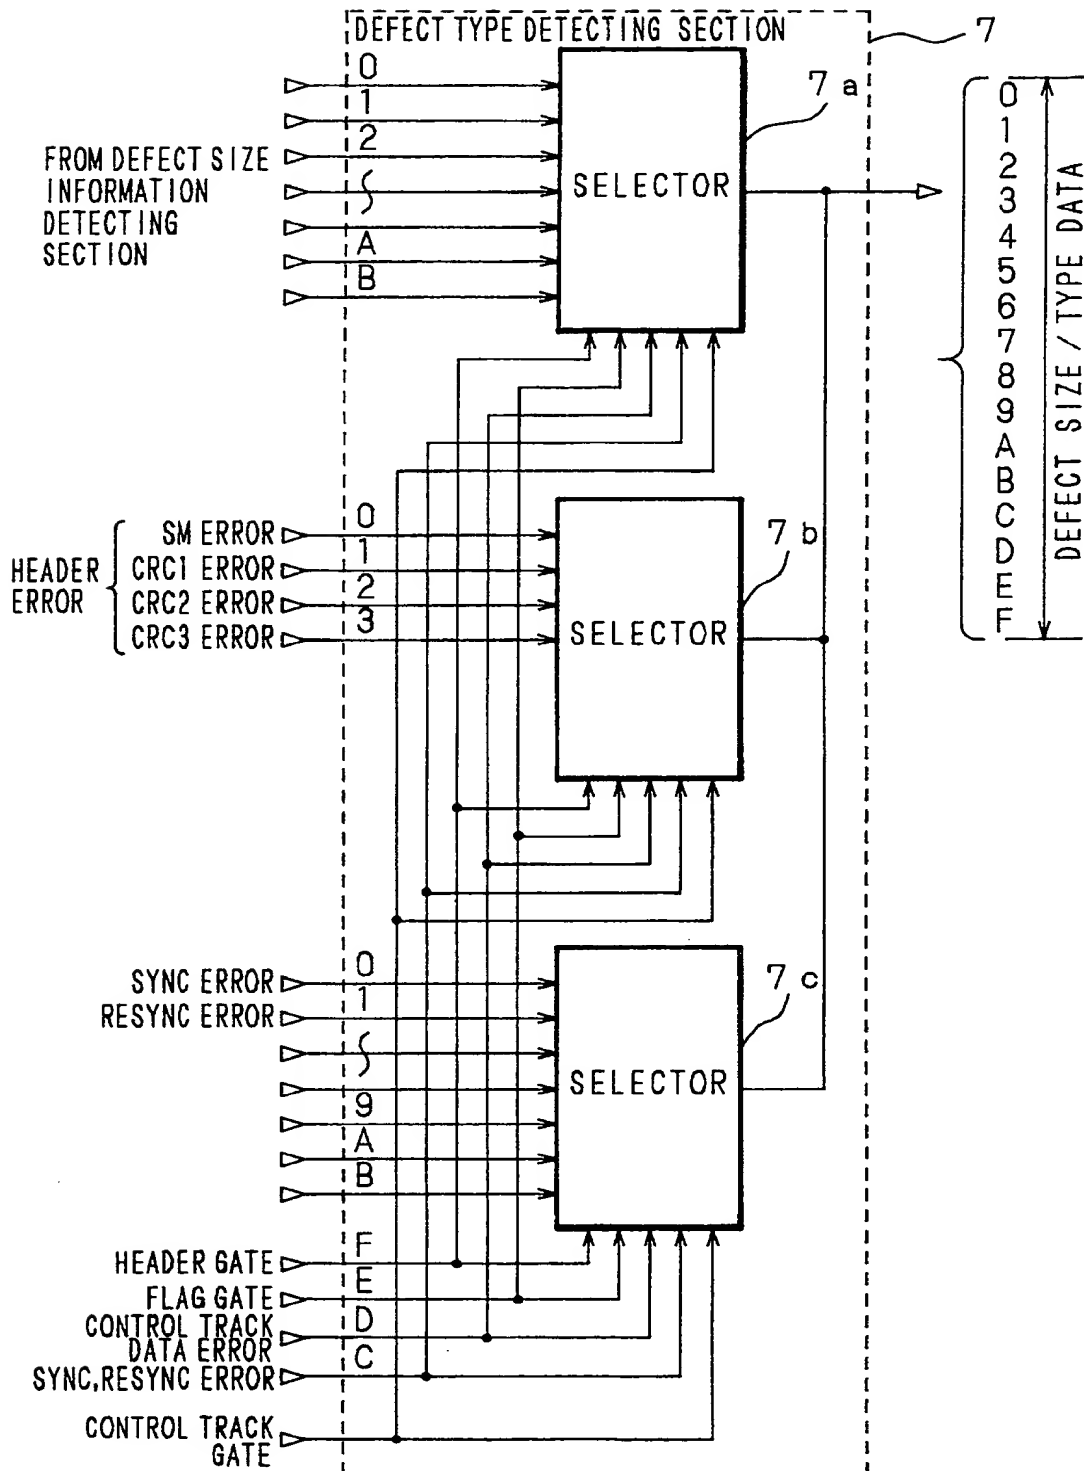 DEFECT TYPE DETECTING SECTION
7
0
1
2
A
B
FROM DEFECT SIZE
INFORMATION
DETECTING
SECTION
SELECTOR
7a
0
1
2
3
4
5
6
7
8
9
A
B
C
D
E
F
DEFECT SIZE / TYPE DATA
HEADER
ERROR
SM ERROR
CRC1 ERROR
CRC2 ERROR
CRC3 ERROR
0
1
2
3
SELECTOR
7b
SYNC ERROR
RESYNC ERROR
0
1
9
A
B
SELECTOR
7c
HEADER GATE
F
FLAG GATE
E
CONTROL TRACK
DATA ERROR
D
SYNC,RESYNC ERROR
C
CONTROL TRACK
GATE